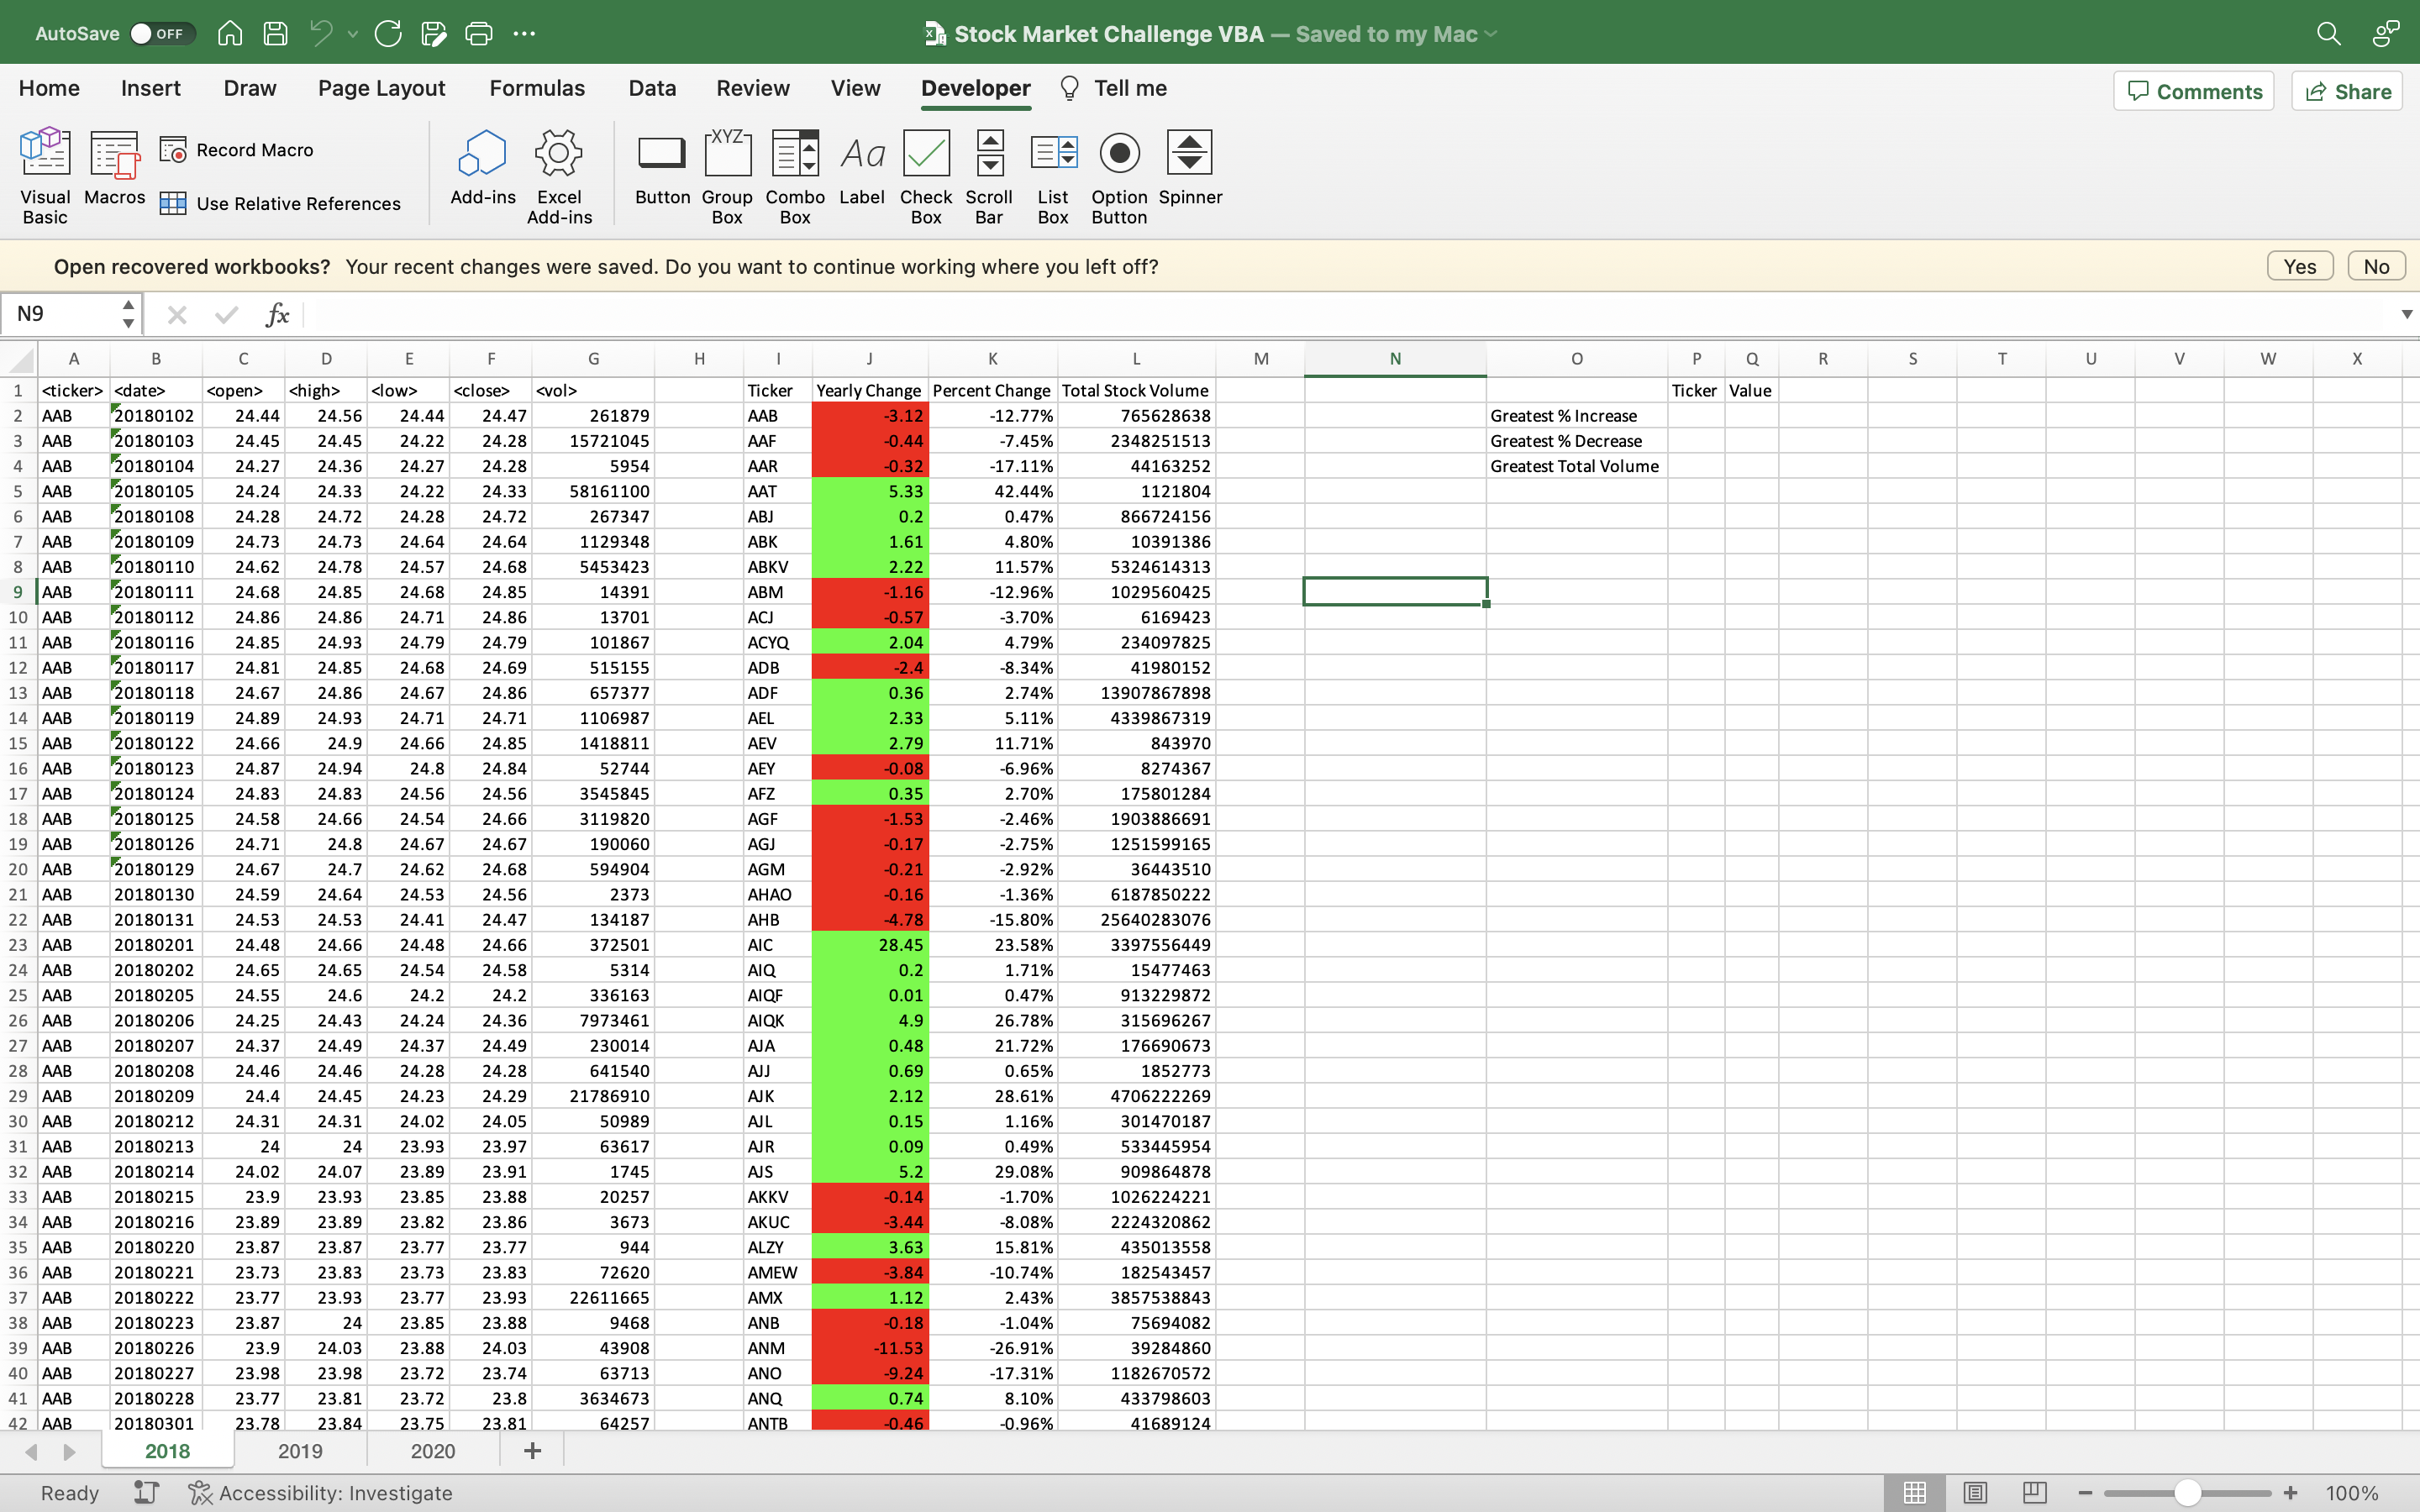 AutoSave OFF Stock Market Challenge VBA — Saved to my Mac
Home Insert Draw Page Layout Formulas Data Review View Developer Tell me Comments Share
Visual Basic Macros Record Macro Use Relative References Add-ins Excel Add-ins Button XYZ Group Box Combo Box Aa Label Check Box Scroll Bar List Box Option Button Spinner
Open recovered workbooks? Your recent changes were saved. Do you want to continue working where you left off? Yes No
N9 fx
A B C D E F G H I J K L M N O P Q R S T U V W X
1 <ticker> <date> <open> <high> <low> <close> <vol> Ticker Yearly Change Percent Change Total Stock Volume Ticker Value
2 AAB 20180102 24.44 24.56 24.44 24.47 261879 AAB -3.12 -12.77% 765628638 Greatest % Increase
3 AAB 20180103 24.45 24.45 24.22 24.28 15721045 AAF -0.44 -7.45% 2348251513 Greatest % Decrease
4 AAB 20180104 24.27 24.36 24.27 24.28 5954 AAR -0.32 -17.11% 44163252 Greatest Total Volume
5 AAB 20180105 24.24 24.33 24.22 24.33 58161100 AAT 5.33 42.44% 1121804
6 AAB 20180108 24.28 24.72 24.28 24.72 267347 ABJ 0.2 0.47% 866724156
7 AAB 20180109 24.73 24.73 24.64 24.64 1129348 ABK 1.61 4.80% 10391386
8 AAB 20180110 24.62 24.78 24.57 24.68 5453423 ABKV 2.22 11.57% 5324614313
9 AAB 20180111 24.68 24.85 24.68 24.85 14391 ABM -1.16 -12.96% 1029560425
10 AAB 20180112 24.86 24.86 24.71 24.86 13701 ACJ -0.57 -3.70% 6169423
11 AAB 20180116 24.85 24.93 24.79 24.79 101867 ACYQ 2.04 4.79% 234097825
12 AAB 20180117 24.81 24.85 24.68 24.69 515155 ADB -2.4 -8.34% 41980152
13 AAB 20180118 24.67 24.86 24.67 24.86 657377 ADF 0.36 2.74% 13907867898
14 AAB 20180119 24.89 24.93 24.71 24.71 1106987 AEL 2.33 5.11% 4339867319
15 AAB 20180122 24.66 24.9 24.66 24.85 1418811 AEV 2.79 11.71% 843970
16 AAB 20180123 24.87 24.94 24.8 24.84 52744 AEY -0.08 -6.96% 8274367
17 AAB 20180124 24.83 24.83 24.56 24.56 3545845 AFZ 0.35 2.70% 175801284
18 AAB 20180125 24.58 24.66 24.54 24.66 3119820 AGF -1.53 -2.46% 1903886691
19 AAB 20180126 24.71 24.8 24.67 24.67 190060 AGJ -0.17 -2.75% 1251599165
20 AAB 20180129 24.67 24.7 24.62 24.68 594904 AGM -0.21 -2.92% 36443510
21 AAB 20180130 24.59 24.64 24.53 24.56 2373 AHAO -0.16 -1.36% 6187850222
22 AAB 20180131 24.53 24.53 24.41 24.47 134187 AHB -4.78 -15.80% 25640283076
23 AAB 20180201 24.48 24.66 24.48 24.66 372501 AIC 28.45 23.58% 3397556449
24 AAB 20180202 24.65 24.65 24.54 24.58 5314 AIQ 0.2 1.71% 15477463
25 AAB 20180205 24.55 24.6 24.2 24.2 336163 AIQF 0.01 0.47% 913229872
26 AAB 20180206 24.25 24.43 24.24 24.36 7973461 AIQK 4.9 26.78% 315696267
27 AAB 20180207 24.37 24.49 24.37 24.49 230014 AJA 0.48 21.72% 176690673
28 AAB 20180208 24.46 24.46 24.28 24.28 641540 AJJ 0.69 0.65% 1852773
29 AAB 20180209 24.4 24.45 24.23 24.29 21786910 AJK 2.12 28.61% 4706222269
30 AAB 20180212 24.31 24.31 24.02 24.05 50989 AJL 0.15 1.16% 301470187
31 AAB 20180213 24 24 23.93 23.97 63617 AJR 0.09 0.49% 533445954
32 AAB 20180214 24.02 24.07 23.89 23.91 1745 AJS 5.2 29.08% 909864878
33 AAB 20180215 23.9 23.93 23.85 23.88 20257 AKKV -0.14 -1.70% 1026224221
34 AAB 20180216 23.89 23.89 23.82 23.86 3673 AKUC -3.44 -8.08% 2224320862
35 AAB 20180220 23.87 23.87 23.77 23.77 944 ALZY 3.63 15.81% 435013558
36 AAB 20180221 23.73 23.83 23.73 23.83 72620 AMEW -3.84 -10.74% 182543457
37 AAB 20180222 23.77 23.93 23.77 23.93 22611665 AMX 1.12 2.43% 3857538843
38 AAB 20180223 23.87 24 23.85 23.88 9468 ANB -0.18 -1.04% 75694082
39 AAB 20180226 23.9 24.03 23.88 24.03 43908 ANM -11.53 -26.91% 39284860
40 AAB 20180227 23.98 23.98 23.72 23.74 63713 ANO -9.24 -17.31% 1182670572
41 AAB 20180228 23.77 23.81 23.72 23.8 3634673 ANQ 0.74 8.10% 433798603
42 AAB 20180301 23.78 23.84 23.75 23.81 64257 ANTB -0.46 -0.96% 41689124
2018 2019 2020
Ready Accessibility: Investigate 100%